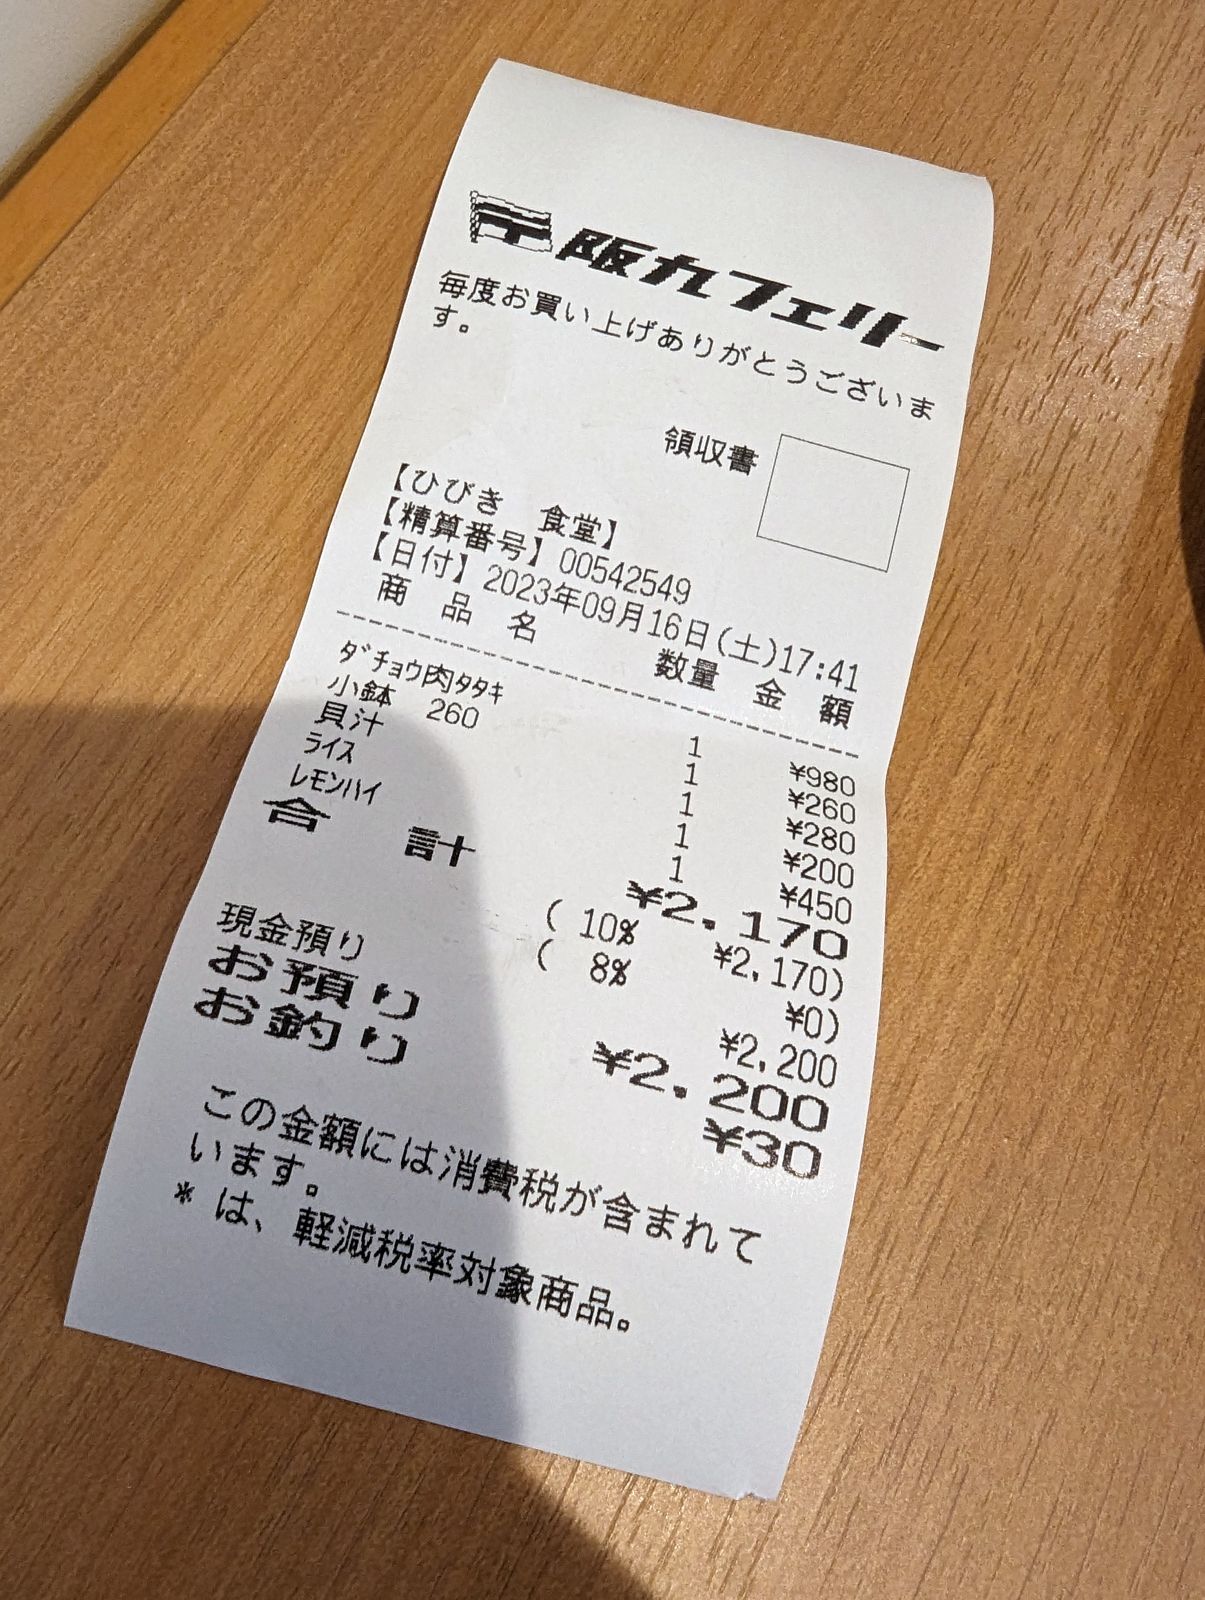 阪九フェリー
毎度お買い上げありがとうございま
す。
領収書
【ひびき　食堂】
【精算番号】00542549
【日付】2023年09月16日(土)17:41
商　品　名　数量　金　額
ﾀﾞﾁｮｳ肉ﾀﾀｷ 1 ¥980
小鉢　260 1 ¥260
貝汁 1 ¥280
ﾗｲｽ 1 ¥200
ﾚﾓﾝﾊｲ 1 ¥450
合　計 ¥2,170
( 10% ¥2,170)
( 8% ¥0)
現金預り ¥2,200
お預り ¥2,200
お釣り ¥30
この金額には消費税が含まれて
います。
* は、軽減税率対象商品。